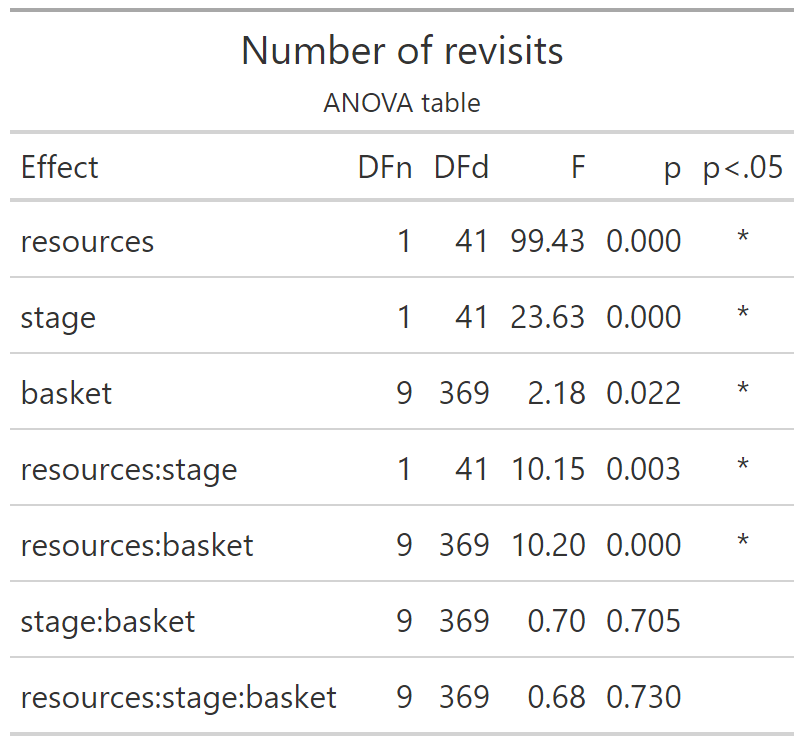 Number of revisits
ANOVA table
Effect DFn DFd F p p<.05
resources 1 41 99.43 0.000 *
stage 1 41 23.63 0.000 *
basket 9 369 2.18 0.022 *
resources:stage 1 41 10.15 0.003 *
resources:basket 9 369 10.20 0.000 *
stage:basket 9 369 0.70 0.705
resources:stage:basket 9 369 0.68 0.730